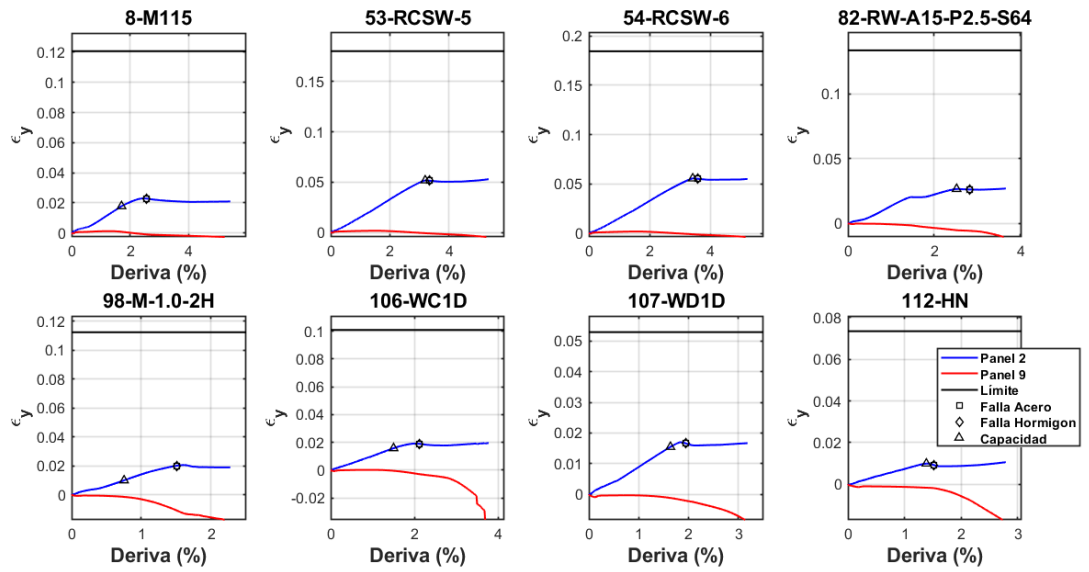 8-M115
53-RCSW-5
54-RCSW-6
82-RW-A15-P2.5-S64
0.12
0.1
0.08
0.06
0.04
0.02
0
ϵy
0 2 4
Deriva (%)
0.15
0.1
0.05
0
ϵy
0 2 4
Deriva (%)
0.2
0.15
0.1
0.05
0
ϵy
0 2 4
Deriva (%)
0.1
0.05
0
ϵy
0 2 4
Deriva (%)
98-M-1.0-2H
106-WC1D
107-WD1D
112-HN
0.12
0.1
0.08
0.06
0.04
0.02
0
ϵy
0 1 2
Deriva (%)
0.1
0.08
0.06
0.04
0.02
0
-0.02
ϵy
0 2 4
Deriva (%)
0.05
0.04
0.03
0.02
0.01
0
ϵy
0 1 2 3
Deriva (%)
0.08
0.06
0.04
0.02
0
ϵy
0 1 2 3
Deriva (%)
Panel 2
Panel 9
Límite
Falla Acero
Falla Hormigon
Capacidad